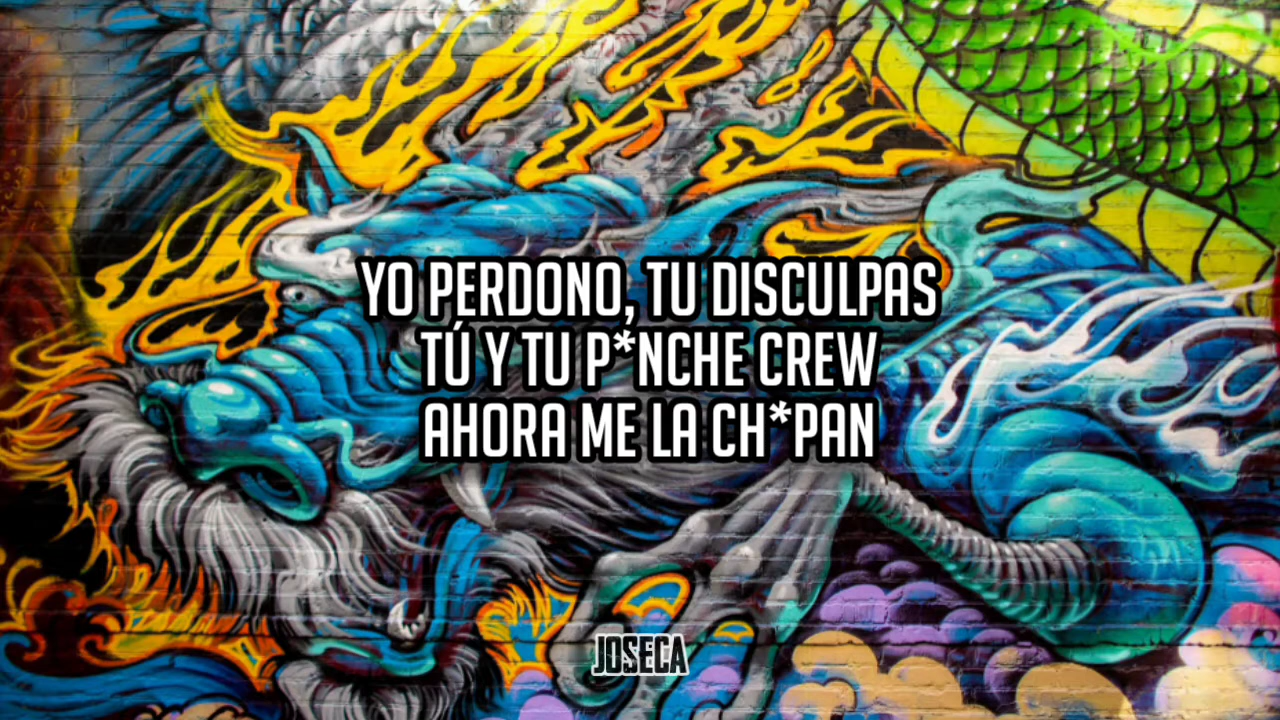 YO PERDONO, TU DISCULPAS
TÚ Y TU P*NCHE CREW
AHORA ME LA CH*PAN
JOSECA